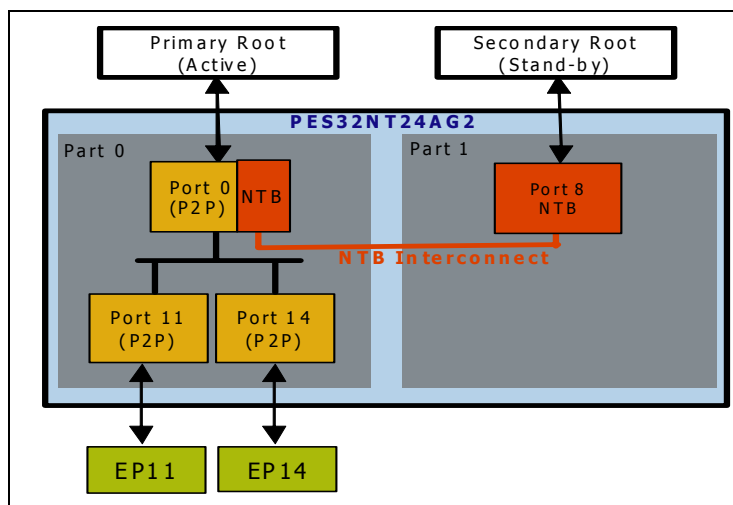 Primary Root
(Active)
Secondary Root
(Stand-by)
PES32NT24AG2
Part 0
Part 1
Port 0
(P2P)
NTB
Port 8
NTB
NTB Interconnect
Port 11
(P2P)
Port 14
(P2P)
EP11
EP14